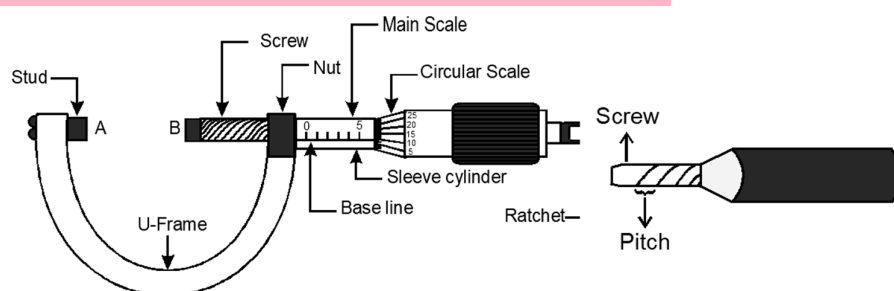 Main Scale
Screw
Nut
Circular Scale
Stud
A
B
0
5
25
20
15
10
5
Screw
Sleeve cylinder
Base line
U-Frame
Ratchet
Pitch